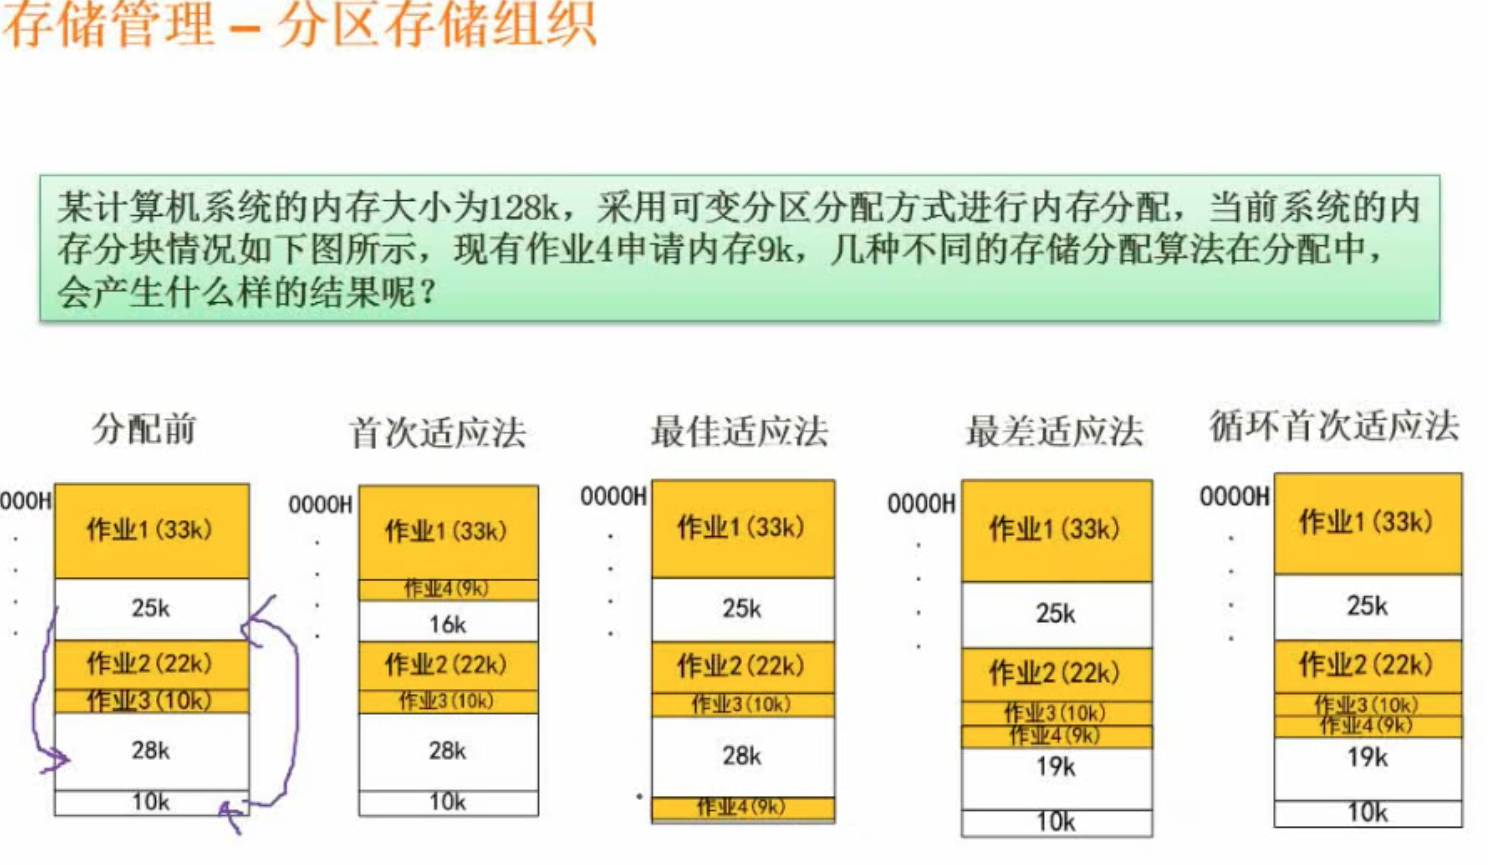 存储管理 – 分区存储组织
某计算机系统的内存大小为128k，采用可变分区分配方式进行内存分配，当前系统的内
存分块情况如下图所示，现有作业4申请内存9k，几种不同的存储分配算法在分配中，
会产生什么样的结果呢？
分配前
000H
作业1(33k)
25k
作业2(22k)
作业3(10k)
28k
10k
首次适应法
0000H
作业1(33k)
作业4(9k)
16k
作业2(22k)
作业3(10k)
28k
10k
最佳适应法
0000H
作业1(33k)
25k
作业2(22k)
作业3(10k)
28k
作业4(9k)
最差适应法
0000H
作业1(33k)
25k
作业2(22k)
作业3(10k)
作业4(9k)
19k
10k
循环首次适应法
0000H
作业1(33k)
25k
作业2(22k)
作业3(10k)
作业4(9k)
19k
10k